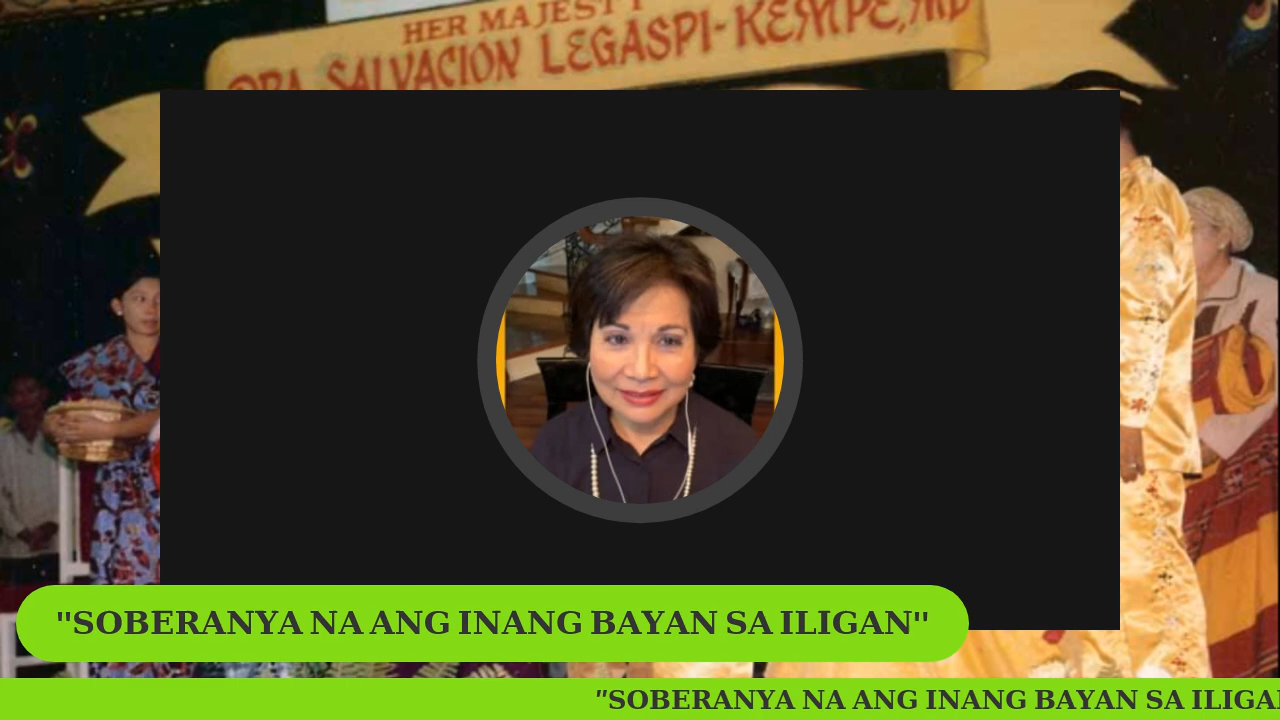 HER MAJESTY
DRA. SALVACION LEGASPI-KEMPE, MD
"SOBERANYA NA ANG INANG BAYAN SA ILIGAN"
"SOBERANYA NA ANG INANG BAYAN SA ILIGA